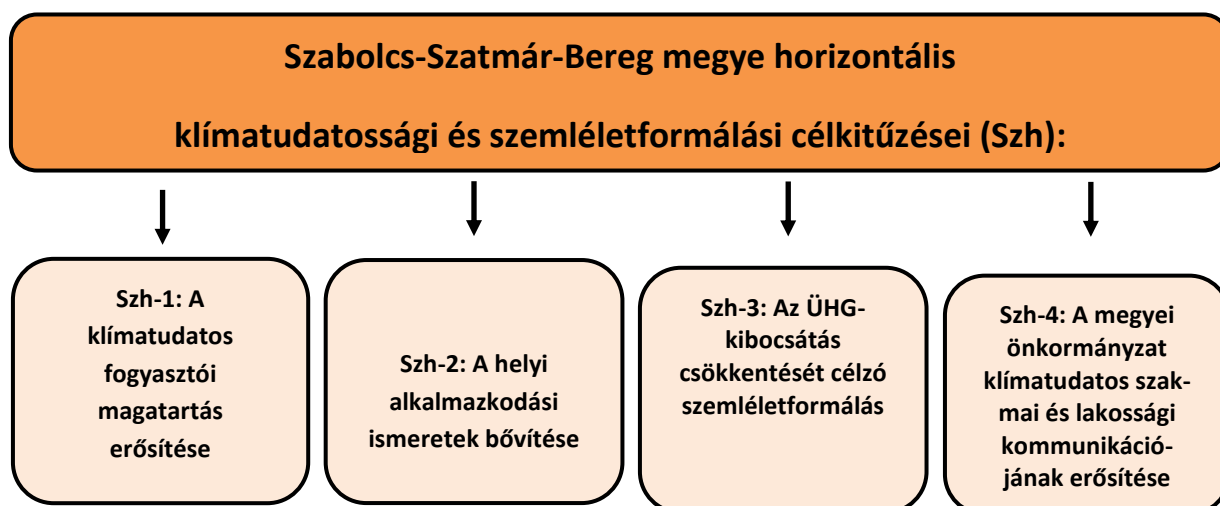 Szabolcs-Szatmár-Bereg megye horizontális
klímatudatossági és szemléletformálási célkitűzései (Szh):
Szh-1: A
klímatudatos
fogyasztói
magatartás
erősítése
Szh-2: A helyi
alkalmazkodási
ismeretek bővítése
Szh-3: Az ÜHG-
kibocsátás
csökkentését célzó
szemléletformálás
Szh-4: A megyei
önkormányzat
klímatudatos szak-
mai és lakossági
kommunikáció-
jának erősítése